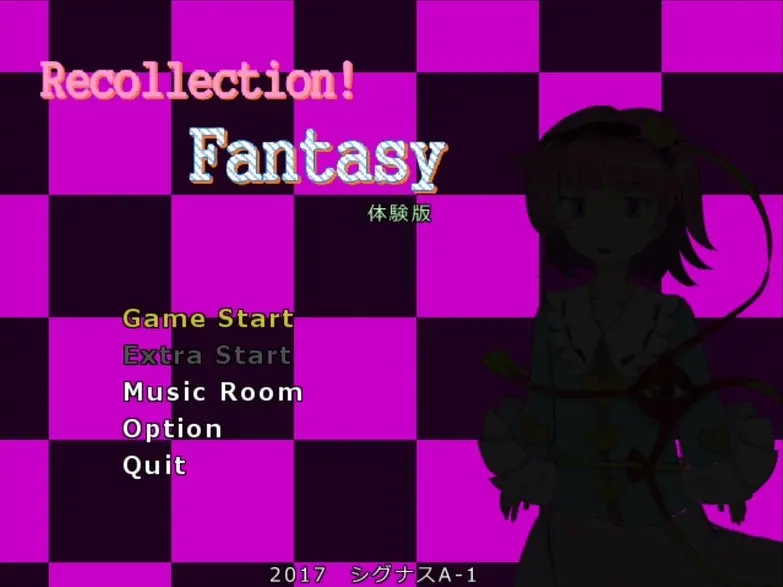 Recollection!
Fantasy
体験版
Game Start
Extra Start
Music Room
Option
Quit
2017 シグナスA-1